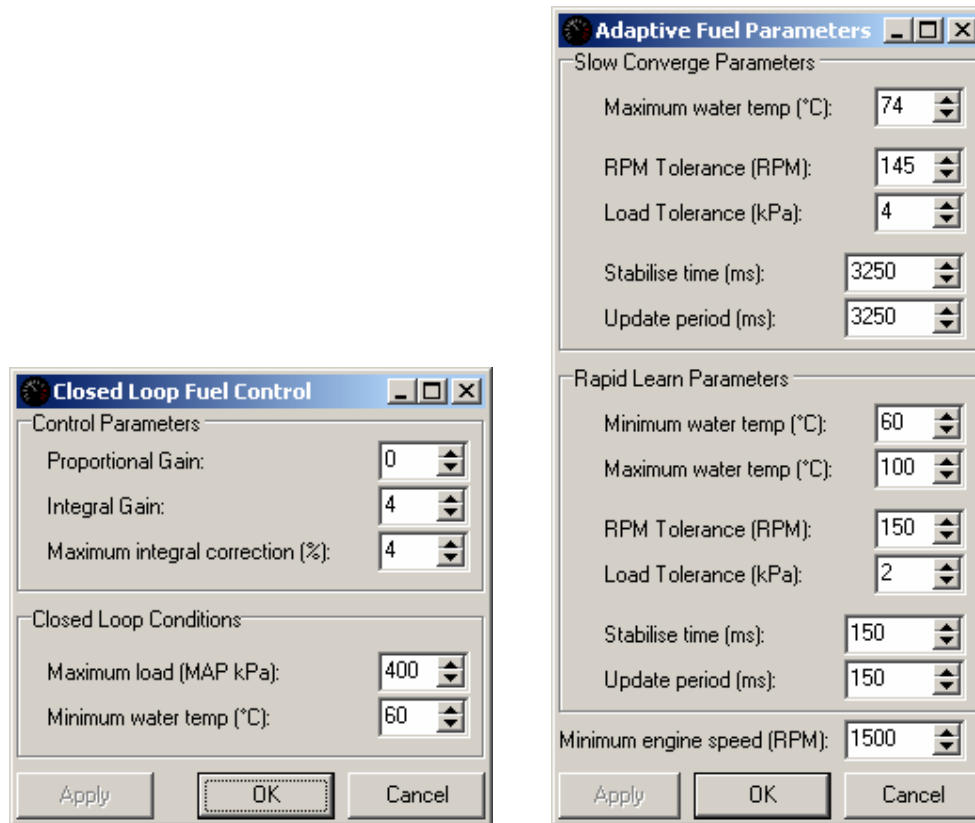 Closed Loop Fuel Control
Control Parameters
Proportional Gain: 0
Integral Gain: 4
Maximum integral correction (%): 4
Closed Loop Conditions
Maximum load (MAP kPa): 400
Minimum water temp (°C): 60
Apply OK Cancel
Adaptive Fuel Parameters
Slow Converge Parameters
Maximum water temp (°C): 74
RPM Tolerance (RPM): 145
Load Tolerance (kPa): 4
Stabilise time (ms): 3250
Update period (ms): 3250
Rapid Learn Parameters
Minimum water temp (°C): 60
Maximum water temp (°C): 100
RPM Tolerance (RPM): 150
Load Tolerance (kPa): 2
Stabilise time (ms): 150
Update period (ms): 150
Minimum engine speed (RPM): 1500
Apply OK Cancel